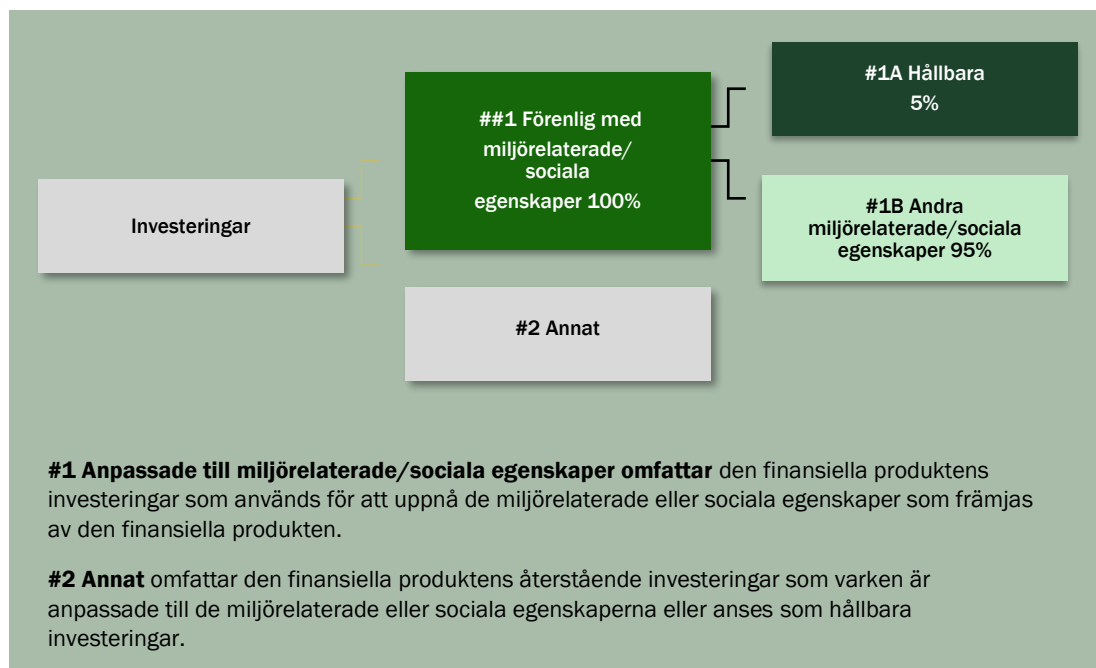 #1A Hållbara
5%
##1 Förenlig med
miljörelaterade/
sociala
egenskaper 100%
Investeringar
#1B Andra
miljörelaterade/sociala
egenskaper 95%
#2 Annat
#1 Anpassade till miljörelaterade/sociala egenskaper omfattar den finansiella produktens
investeringar som används för att uppnå de miljörelaterade eller sociala egenskaper som främjas
av den finansiella produkten.
#2 Annat omfattar den finansiella produktens återstående investeringar som varken är
anpassade till de miljörelaterade eller sociala egenskaperna eller anses som hållbara
investeringar.